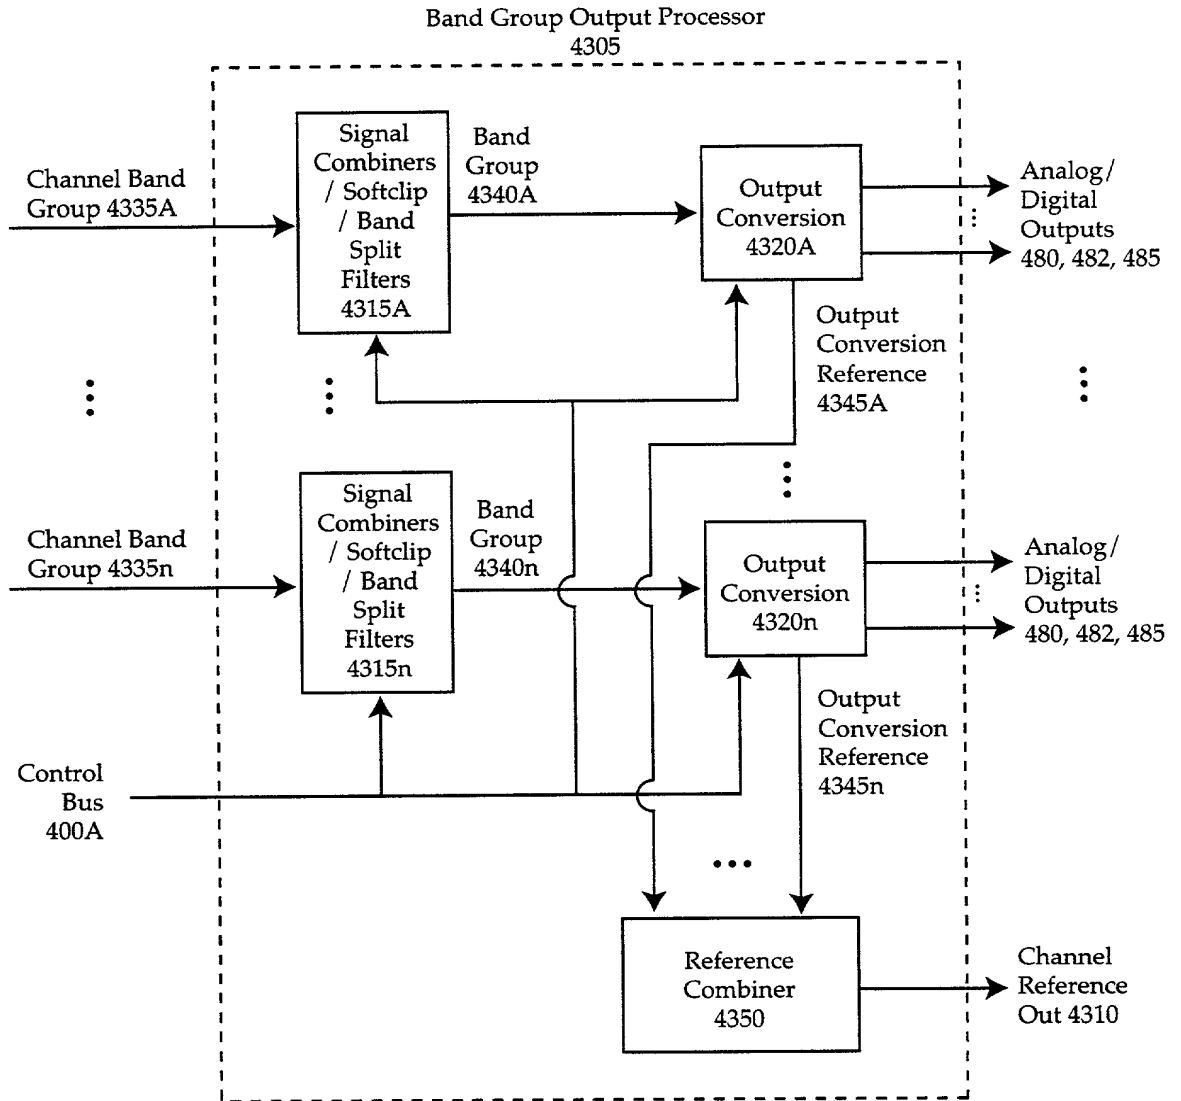 Band Group Output Processor
4305
Channel Band
Group 4335A
Signal
Combiners
/ Softclip
/ Band
Split
Filters
4315A
Band
Group
4340A
Output
Conversion
4320A
Analog/
Digital
Outputs
480, 482, 485
Output
Conversion
Reference
4345A
Channel Band
Group 4335n
Signal
Combiners
/ Softclip
/ Band
Split
Filters
4315n
Band
Group
4340n
Output
Conversion
4320n
Analog/
Digital
Outputs
480, 482, 485
Output
Conversion
Reference
4345n
Control
Bus
400A
Reference
Combiner
4350
Channel
Reference
Out 4310